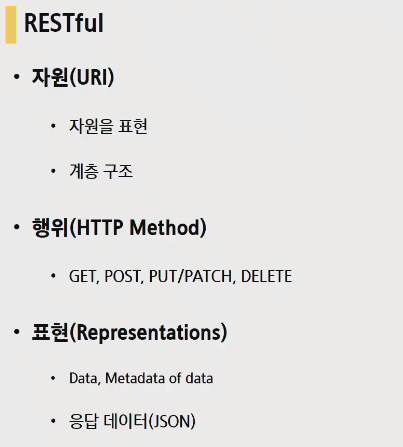 RESTful
• 자원(URI)
• 자원을 표현
• 계층 구조
• 행위(HTTP Method)
• GET, POST, PUT/PATCH, DELETE
• 표현(Representations)
• Data, Metadata of data
• 응답 데이터(JSON)